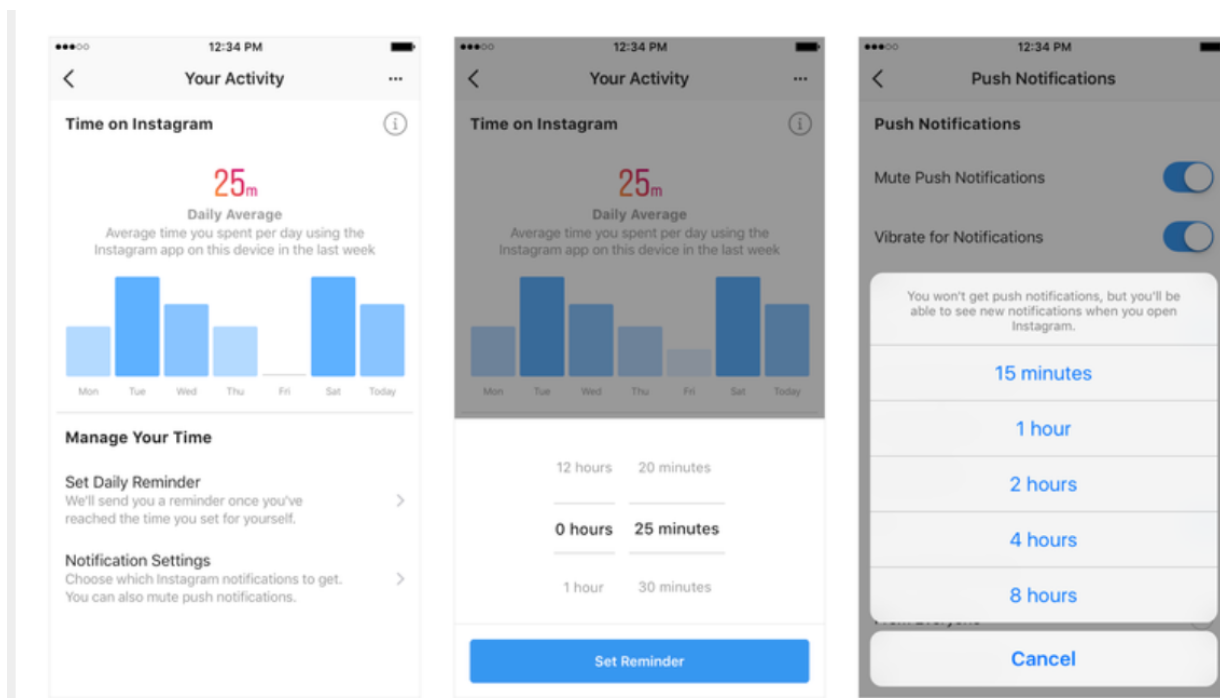 12:34 PM
Your Activity
Time on Instagram
25m
Daily Average
Average time you spent per day using the
Instagram app on this device in the last week
Mon Tue Wed Thu Fri Sat Today
Manage Your Time
Set Daily Reminder
We'll send you a reminder once you've
reached the time you set for yourself.
Notification Settings
Choose which Instagram notifications to get.
You can also mute push notifications.
12:34 PM
Your Activity
Time on Instagram
25m
Daily Average
Average time you spent per day using the
Instagram app on this device in the last week
Mon Tue Wed Thu Fri Sat Today
12 hours 20 minutes
0 hours 25 minutes
1 hour 30 minutes
Set Reminder
12:34 PM
Push Notifications
Push Notifications
Mute Push Notifications
Vibrate for Notifications
You won't get push notifications, but you'll be
able to see new notifications when you open
Instagram.
15 minutes
1 hour
2 hours
4 hours
8 hours
Cancel